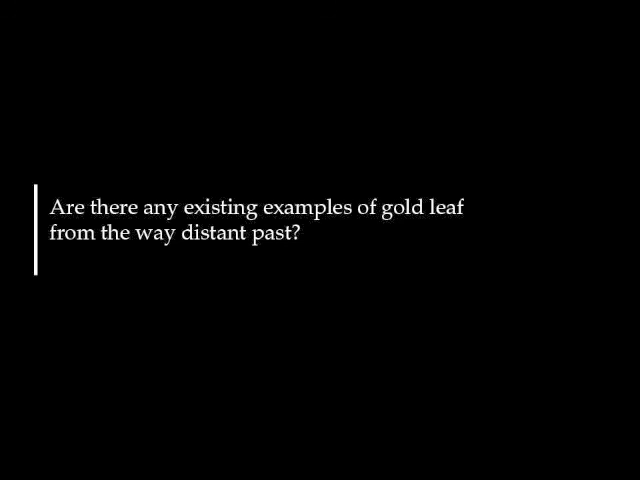 Are there any existing examples of gold leaf
from the way distant past?